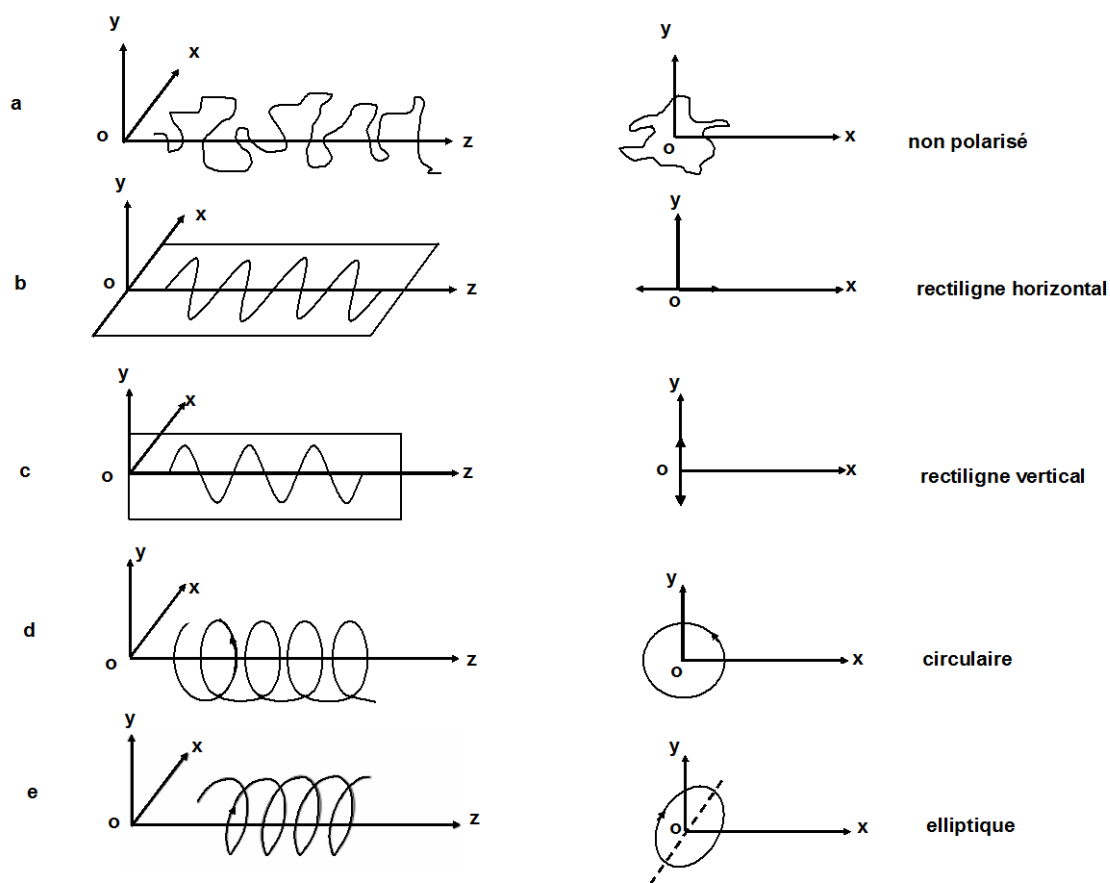 y
x
a
o
z
y
o
x
non polarisé
y
x
b
o
z
y
o
x
rectiligne horizontal
y
x
c
o
z
y
o
x
rectiligne vertical
y
x
d
o
z
y
o
x
circulaire
y
x
e
o
z
y
o
x
elliptique